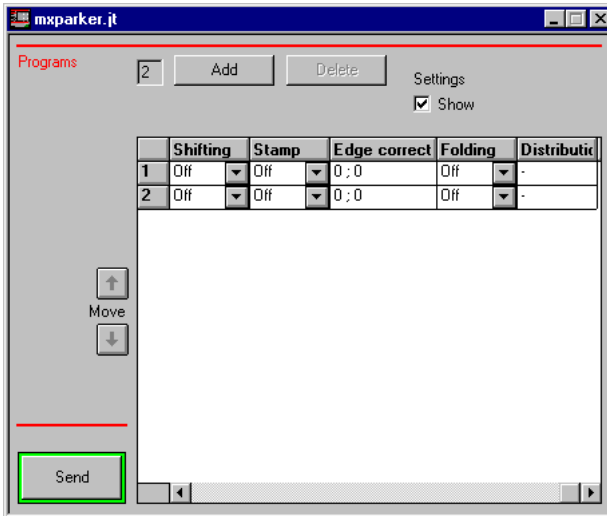 mxparker.jt
Programs
2 Add Delete
Settings
Show
Shifting Stamp Edge correct Folding Distributic
1 Off Off 0 ; 0 Off -
2 Off Off 0 ; 0 Off -
Move
Send